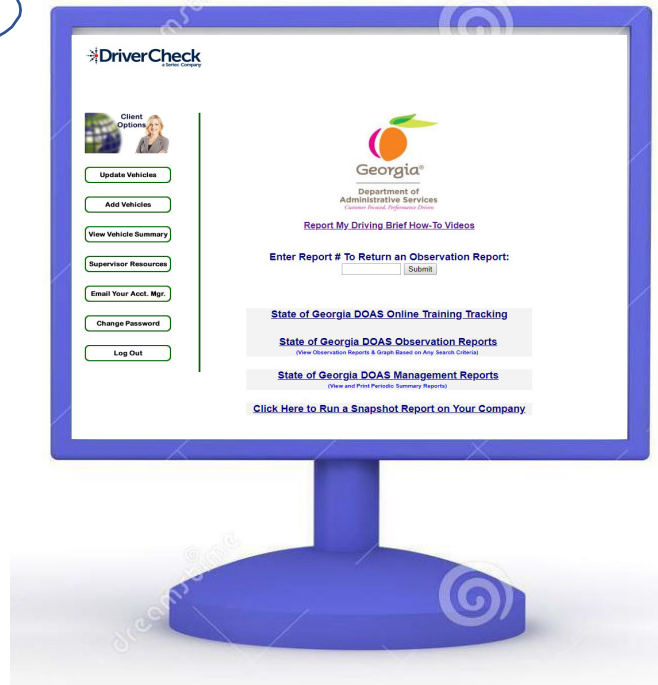 DriverCheck
a Sertec Company
Client
Options
Update Vehicles
Add Vehicles
View Vehicle Summary
Supervisor Resources
Email Your Acct. Mgr.
Change Password
Log Out
Georgia®
Department of
Administrative Services
Customer Focused, Performance Driven
Report My Driving Brief How-To Videos
Enter Report # To Return an Observation Report:
Submit
State of Georgia DOAS Online Training Tracking
State of Georgia DOAS Observation Reports
(View Observation Reports & Graph Based on Any Search Criteria)
State of Georgia DOAS Management Reports
(View and Print Periodic Summary Reports)
Click Here to Run a Snapshot Report on Your Company
dreamstime